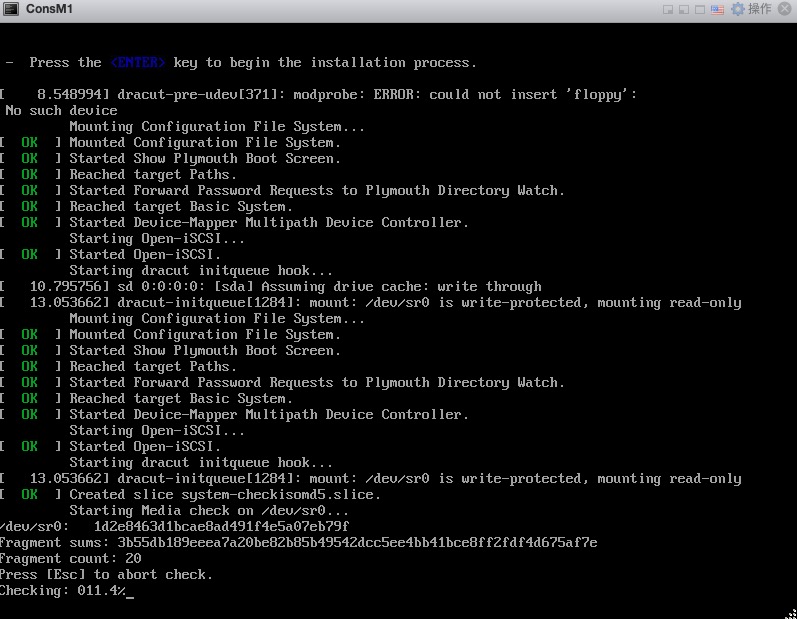 ConsM1
操作
- Press the <ENTER> key to begin the installation process.
[    8.548994] dracut-pre-udev[371]: modprobe: ERROR: could not insert 'floppy':
No such device
Mounting Configuration File System...
[  OK  ] Mounted Configuration File System.
[  OK  ] Started Show Plymouth Boot Screen.
[  OK  ] Reached target Paths.
[  OK  ] Started Forward Password Requests to Plymouth Directory Watch.
[  OK  ] Reached target Basic System.
[  OK  ] Started Device-Mapper Multipath Device Controller.
Starting Open-iSCSI...
[  OK  ] Started Open-iSCSI.
Starting dracut initqueue hook...
[   10.795756] sd 0:0:0:0: [sda] Assuming drive cache: write through
[   13.053662] dracut-initqueue[1284]: mount: /dev/sr0 is write-protected, mounting read-only
Mounting Configuration File System...
[  OK  ] Mounted Configuration File System.
[  OK  ] Started Show Plymouth Boot Screen.
[  OK  ] Reached target Paths.
[  OK  ] Started Forward Password Requests to Plymouth Directory Watch.
[  OK  ] Reached target Basic System.
[  OK  ] Started Device-Mapper Multipath Device Controller.
Starting Open-iSCSI...
[  OK  ] Started Open-iSCSI.
Starting dracut initqueue hook...
[   13.053662] dracut-initqueue[1284]: mount: /dev/sr0 is write-protected, mounting read-only
[  OK  ] Created slice system-checkisomd5.slice.
Starting Media check on /dev/sr0...
/dev/sr0:   1d2e8463d1bcae8ad491f4e5a07eb79f
Fragment sums: 3b55db189eeea7a20be82b85b49542dcc5ee4bb41bce8ff2fdf4d675af7e
Fragment count: 20
Press [Esc] to abort check.
Checking: 011.4%_